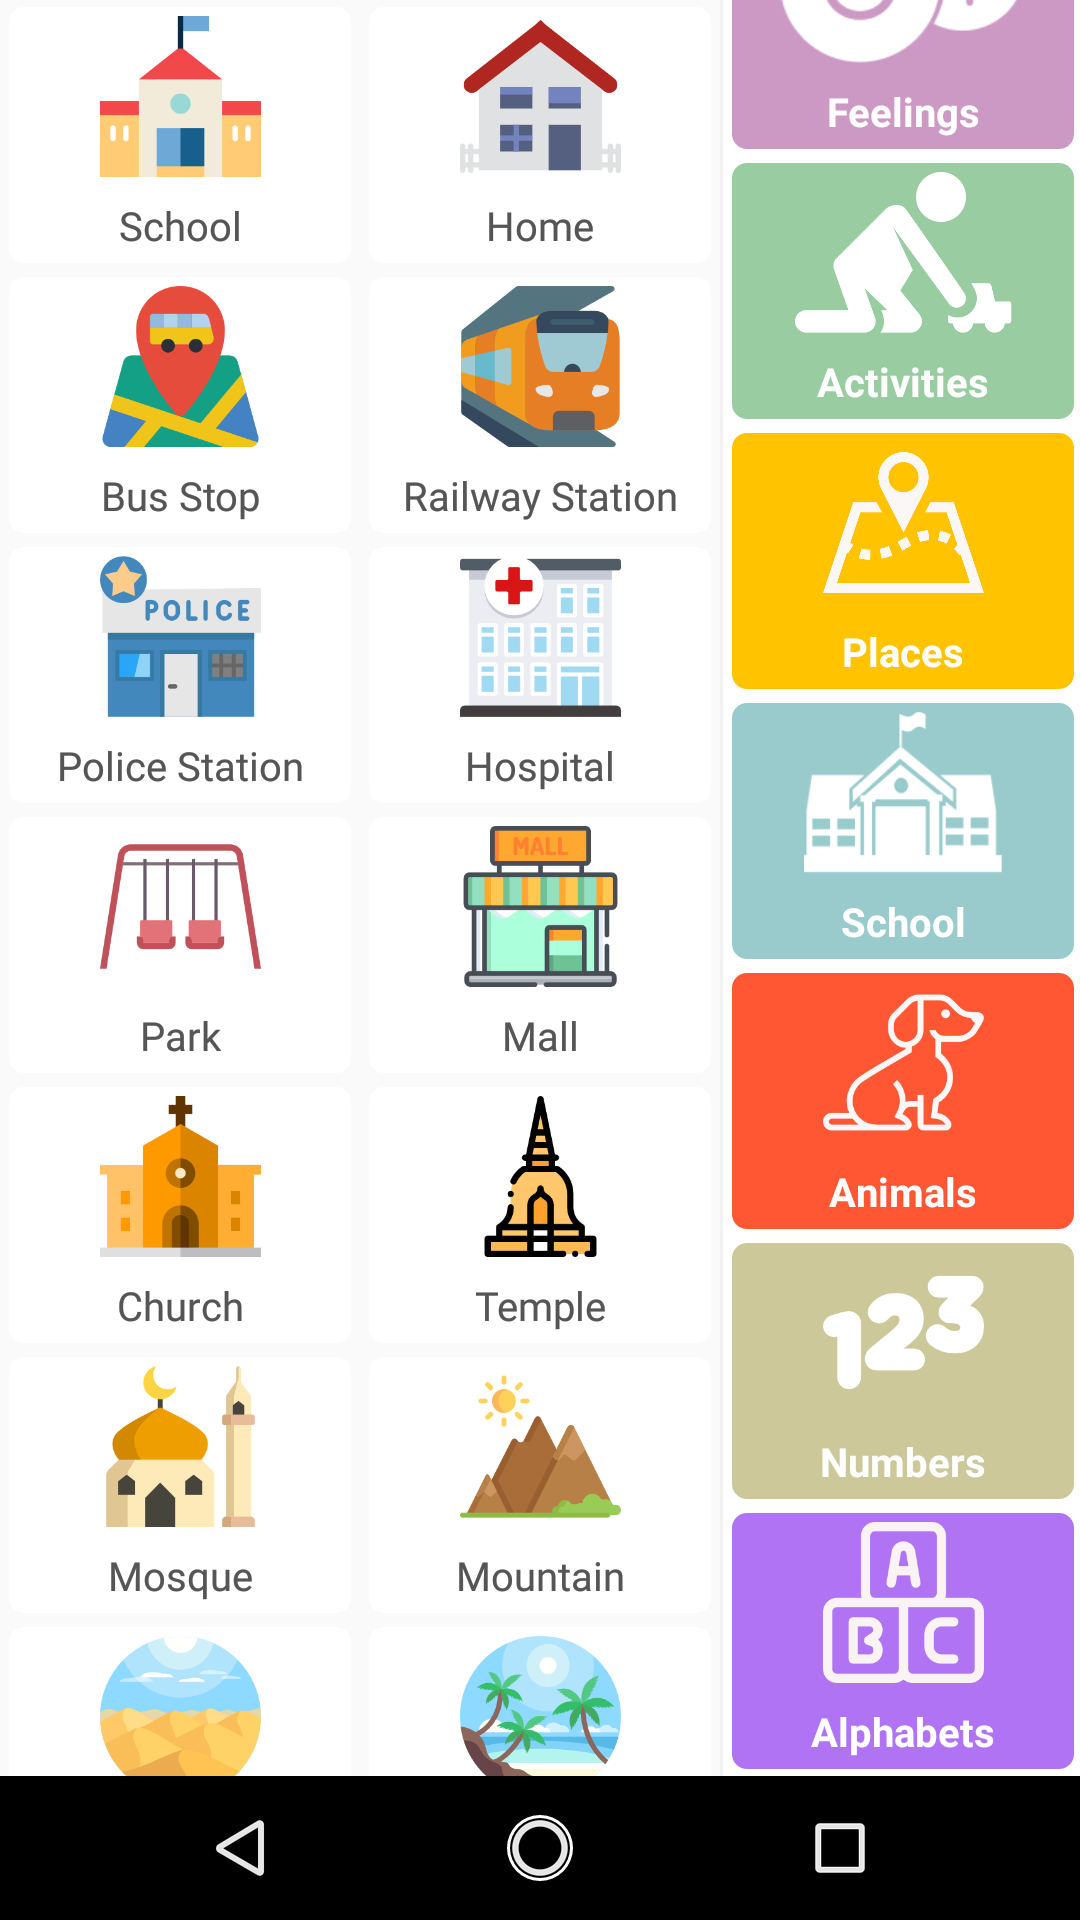 School
Home
Bus Stop
Railway Station
POLICE
Police Station
Hospital
Park
MALL
Mall
Church
Temple
Mosque
Mountain
Feelings
Activities
Places
School
Animals
123
Numbers
A
B C
Alphabets